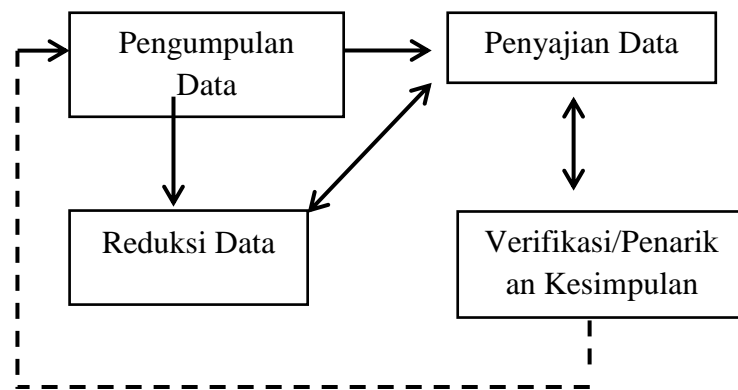 Pengumpulan
Data
Penyajian Data
Reduksi Data
Verifikasi/Penarik
an Kesimpulan